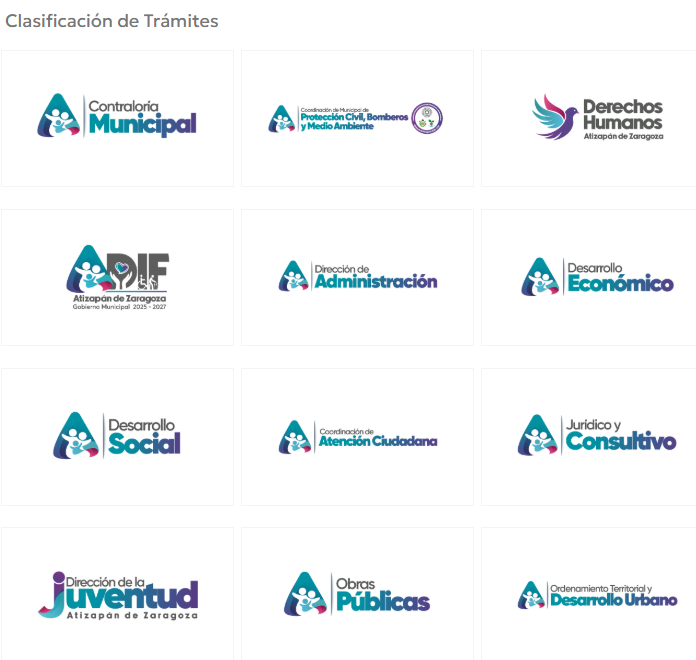 Clasificación de Trámites
Contraloría
Municipal
Coordinación de Municipal de
Protección Civil, Bomberos
y Medio Ambiente
Derechos
Humanos
Atizapán de Zaragoza
DIF
Atizapán de Zaragoza
Gobierno Municipal 2025 - 2027
Dirección de
Administración
Desarrollo
Económico
Desarrollo
Social
Coordinación de
Atención Ciudadana
Jurídico y
Consultivo
Dirección de la
juventud
Atizapán de Zaragoza
Obras
Públicas
Ordenamiento Territorial y
Desarrollo Urbano